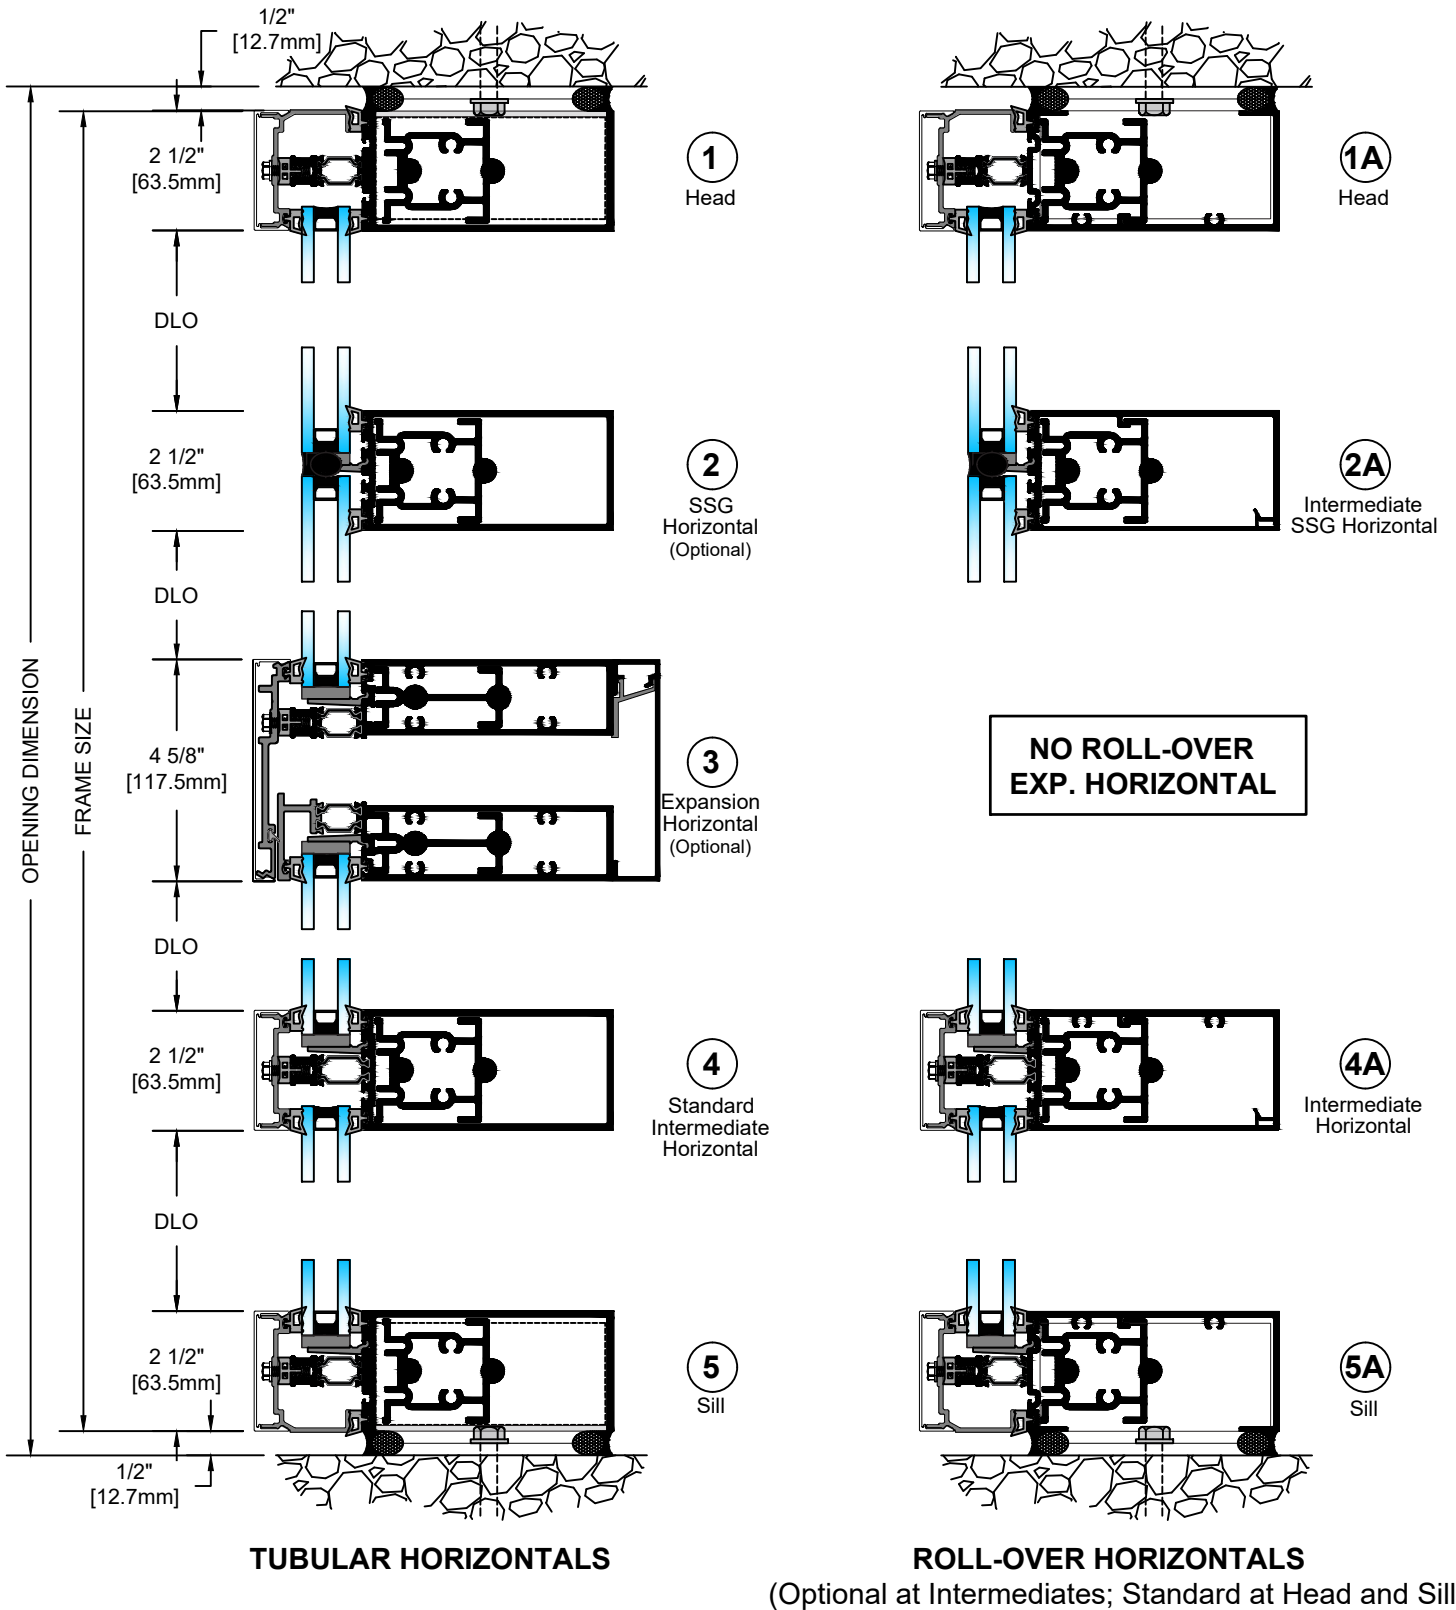 1/2"
[12.7mm]
2 1/2"
[63.5mm]
1
Head
1A
Head
DLO
2 1/2"
[63.5mm]
2
SSG
Horizontal
(Optional)
2A
Intermediate
SSG Horizontal
DLO
OPENING DIMENSION
FRAME SIZE
4 5/8"
[117.5mm]
3
Expansion
Horizontal
(Optional)
NO ROLL-OVER
EXP. HORIZONTAL
DLO
2 1/2"
[63.5mm]
4
Standard
Intermediate
Horizontal
4A
Intermediate
Horizontal
DLO
2 1/2"
[63.5mm]
5
Sill
5A
Sill
1/2"
[12.7mm]
TUBULAR HORIZONTALS
ROLL-OVER HORIZONTALS
(Optional at Intermediates; Standard at Head and Sill